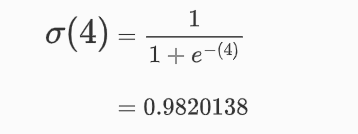 σ(4) = 1 / (1 + e^{-(4)})
= 0.9820138